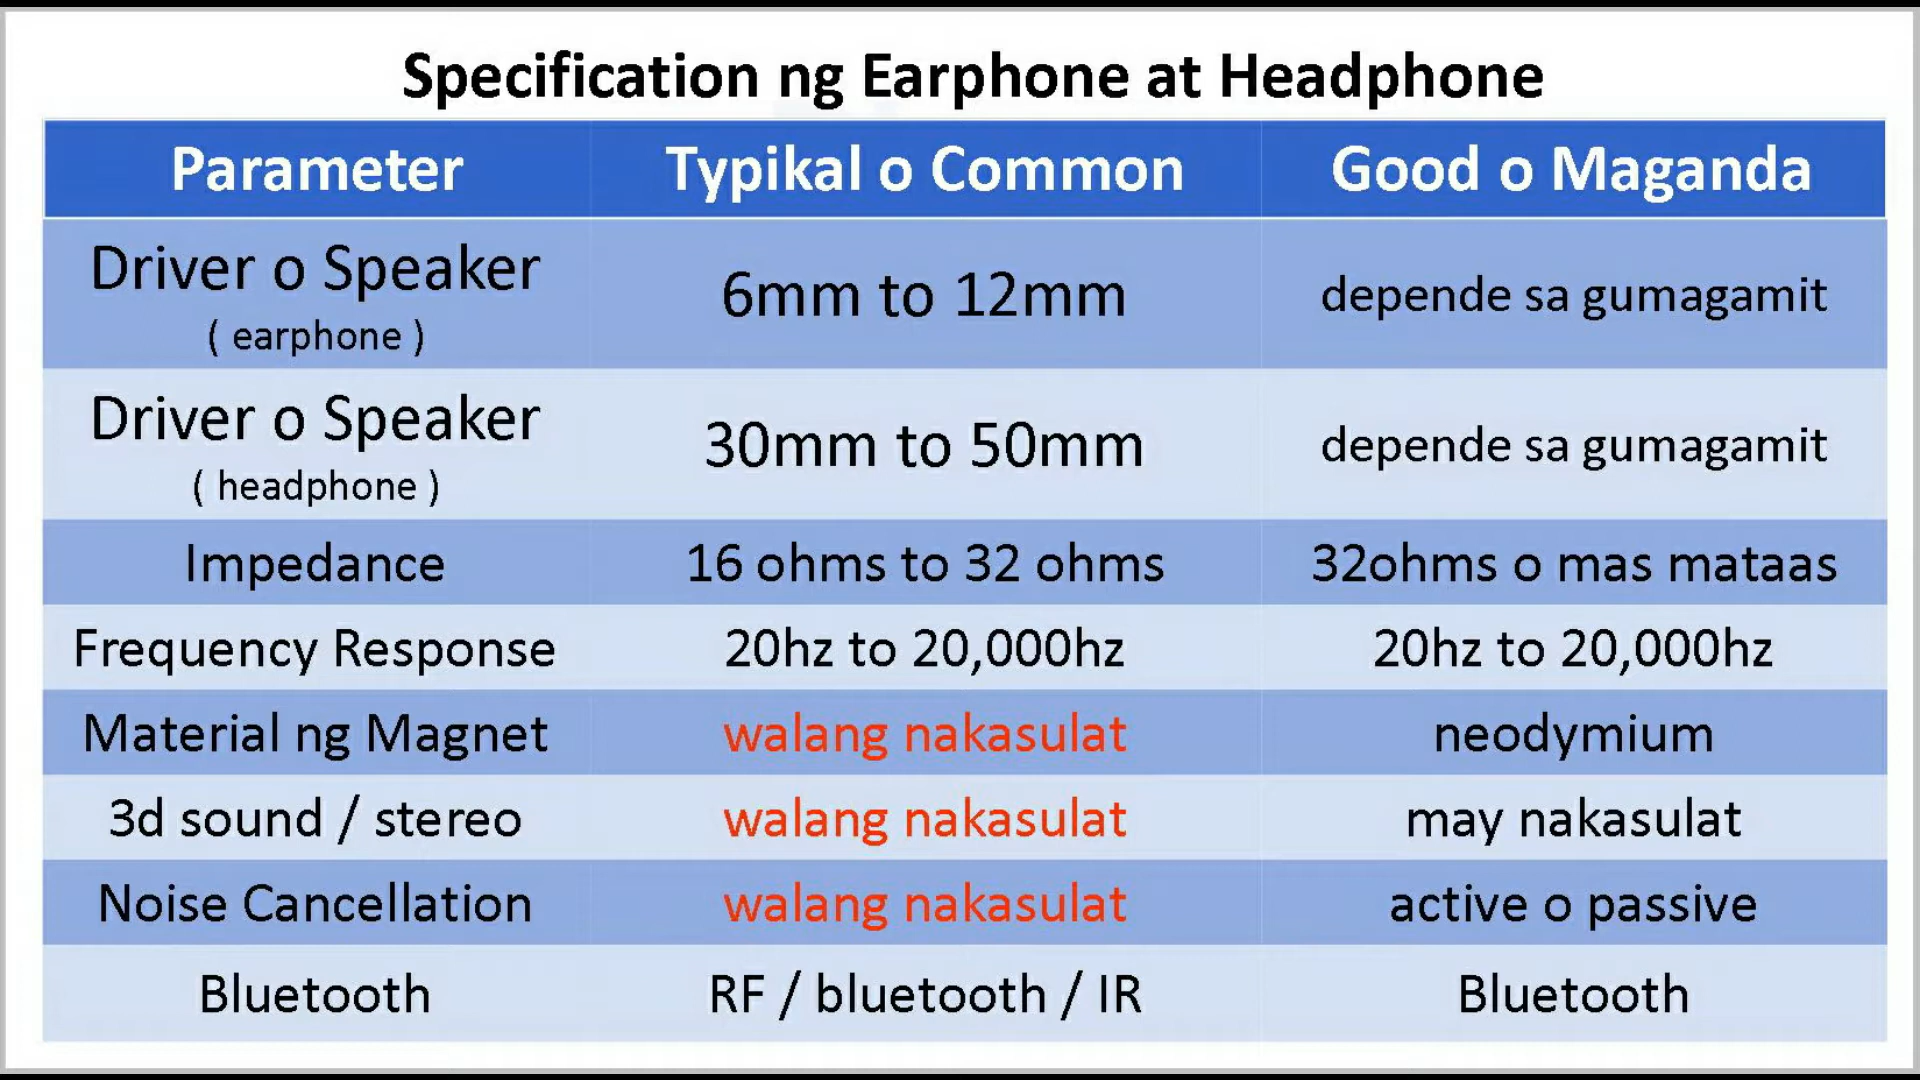 Specification ng Earphone at Headphone
Parameter Typikal o Common Good o Maganda
Driver o Speaker
( earphone )
6mm to 12mm
depende sa gumagamit
Driver o Speaker
( headphone )
30mm to 50mm
depende sa gumagamit
Impedance 16 ohms to 32 ohms 32ohms o mas mataas
Frequency Response 20hz to 20,000hz 20hz to 20,000hz
Material ng Magnet walang nakasulat neodymium
3d sound / stereo walang nakasulat may nakasulat
Noise Cancellation walang nakasulat active o passive
Bluetooth RF / bluetooth / IR Bluetooth